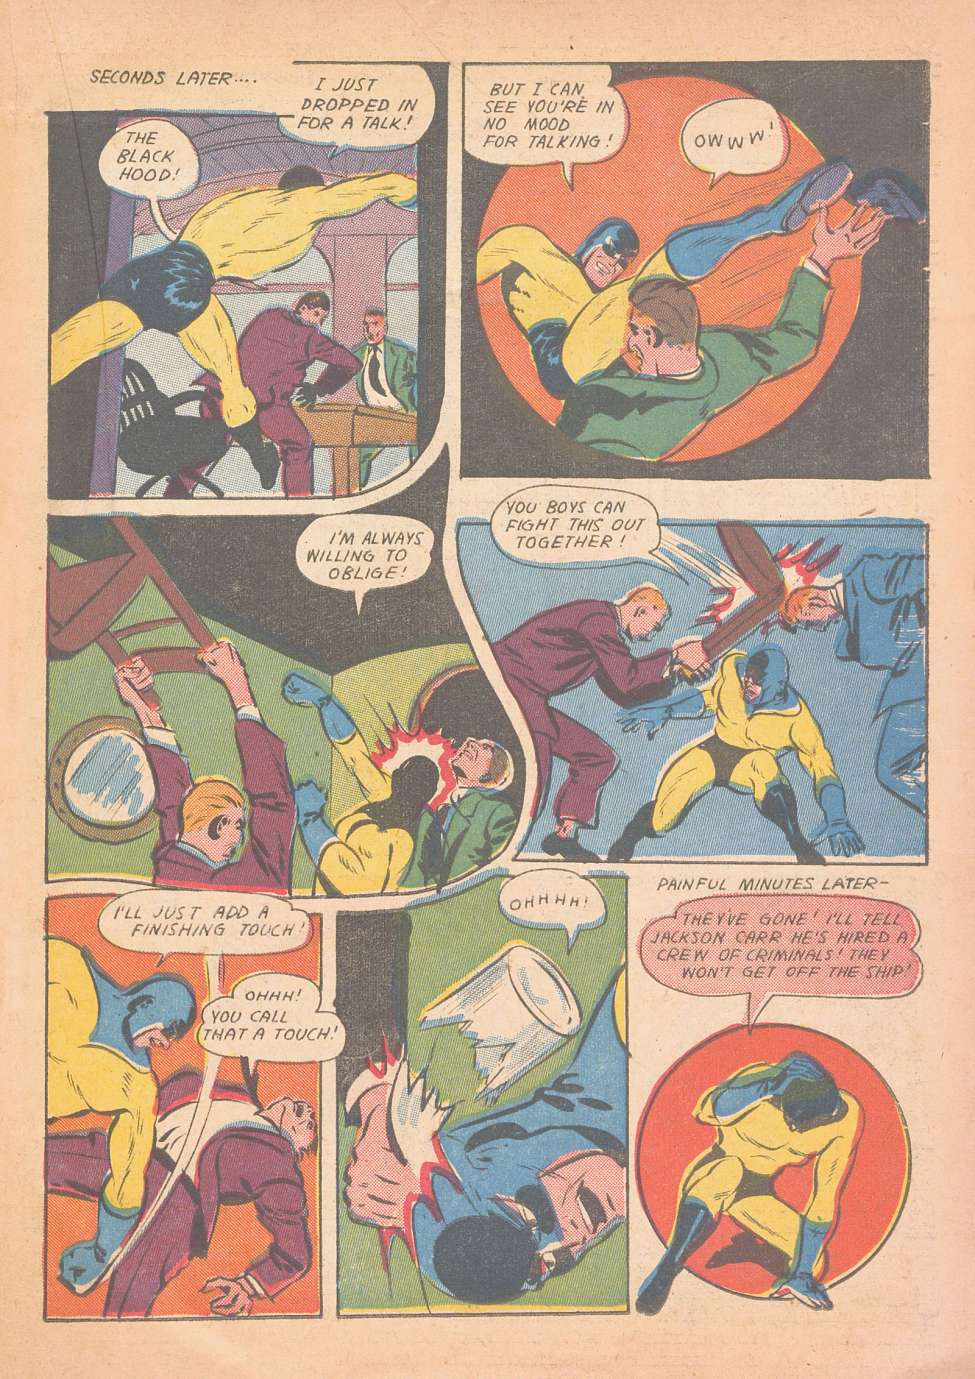 SECONDS LATER....
I JUST
DROPPED IN
FOR A TALK!
THE
BLACK
HOOD!
BUT I CAN
SEE YOU'RE IN
NO MOOD
FOR TALKING!
OWWW!
I'M ALWAYS
WILLING TO
OBLIGE!
YOU BOYS CAN
FIGHT THIS OUT
TOGETHER!
I'LL JUST ADD A
FINISHING TOUCH!
OHHH!
YOU CALL
THAT A TOUCH!
OHHHH!
PAINFUL MINUTES LATER-
THEY'VE GONE! I'LL TELL
JACKSON CARR HE'S HIRED A
CREW OF CRIMINALS! THEY
WON'T GET OFF THE SHIP!